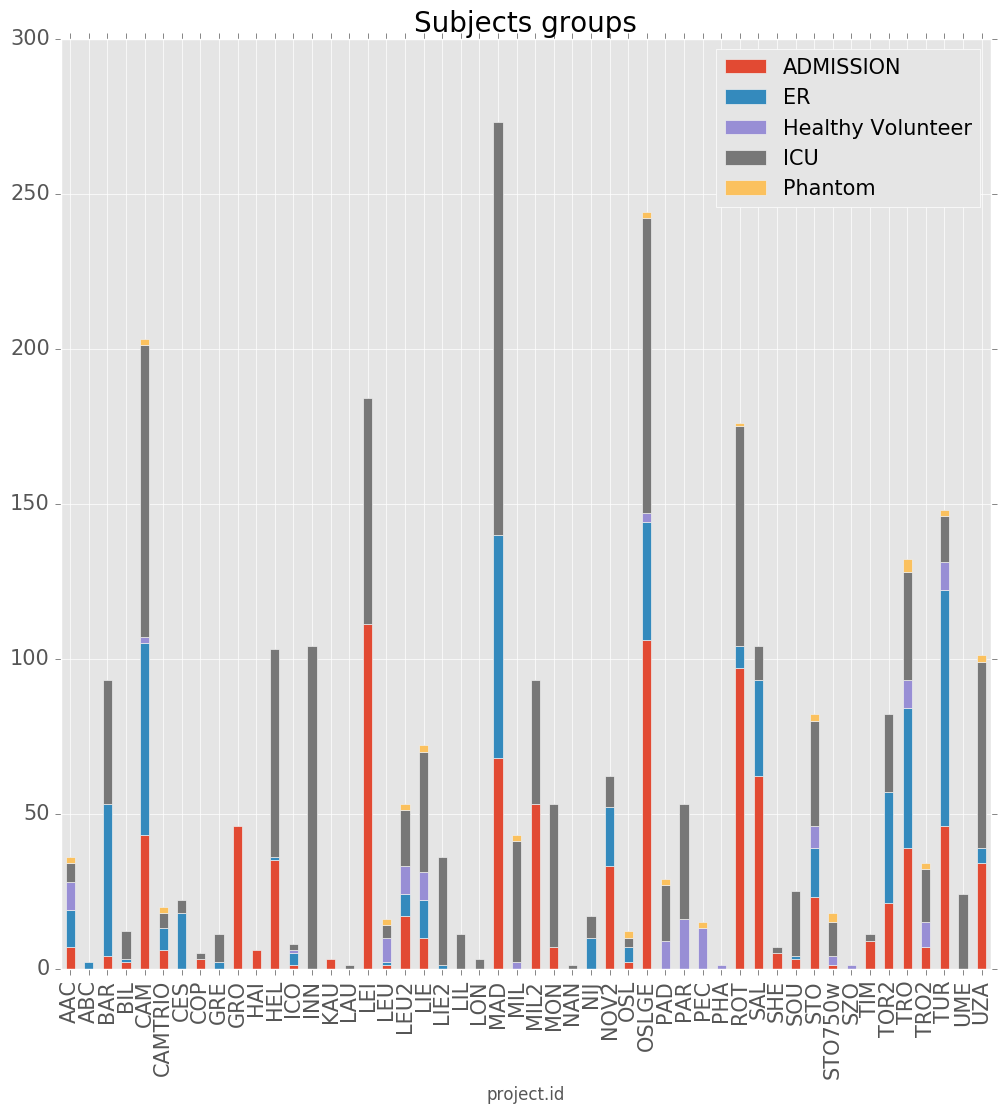 Subjects groups
ADMISSION
ER
Healthy Volunteer
ICU
Phantom
300
250
200
150
100
50
0
AAC
ABC
BAR
BIL
CAM
CAMTRIO
CES
COP
GRE
GRO
HAI
HEL
ICO
INN
KAU
LAU
LEI
LEU
LEU2
LIE
LIE2
LIL
LON
MAD
MIL
MIL2
MON
NAN
NIJ
NOV2
OSL
OSLGE
PAD
PAR
PEC
PHA
ROT
SAL
SHE
SOU
STO
STO750w
SZO
TIM
TOR2
TRO
TRO2
TUR
UME
UZA
project.id